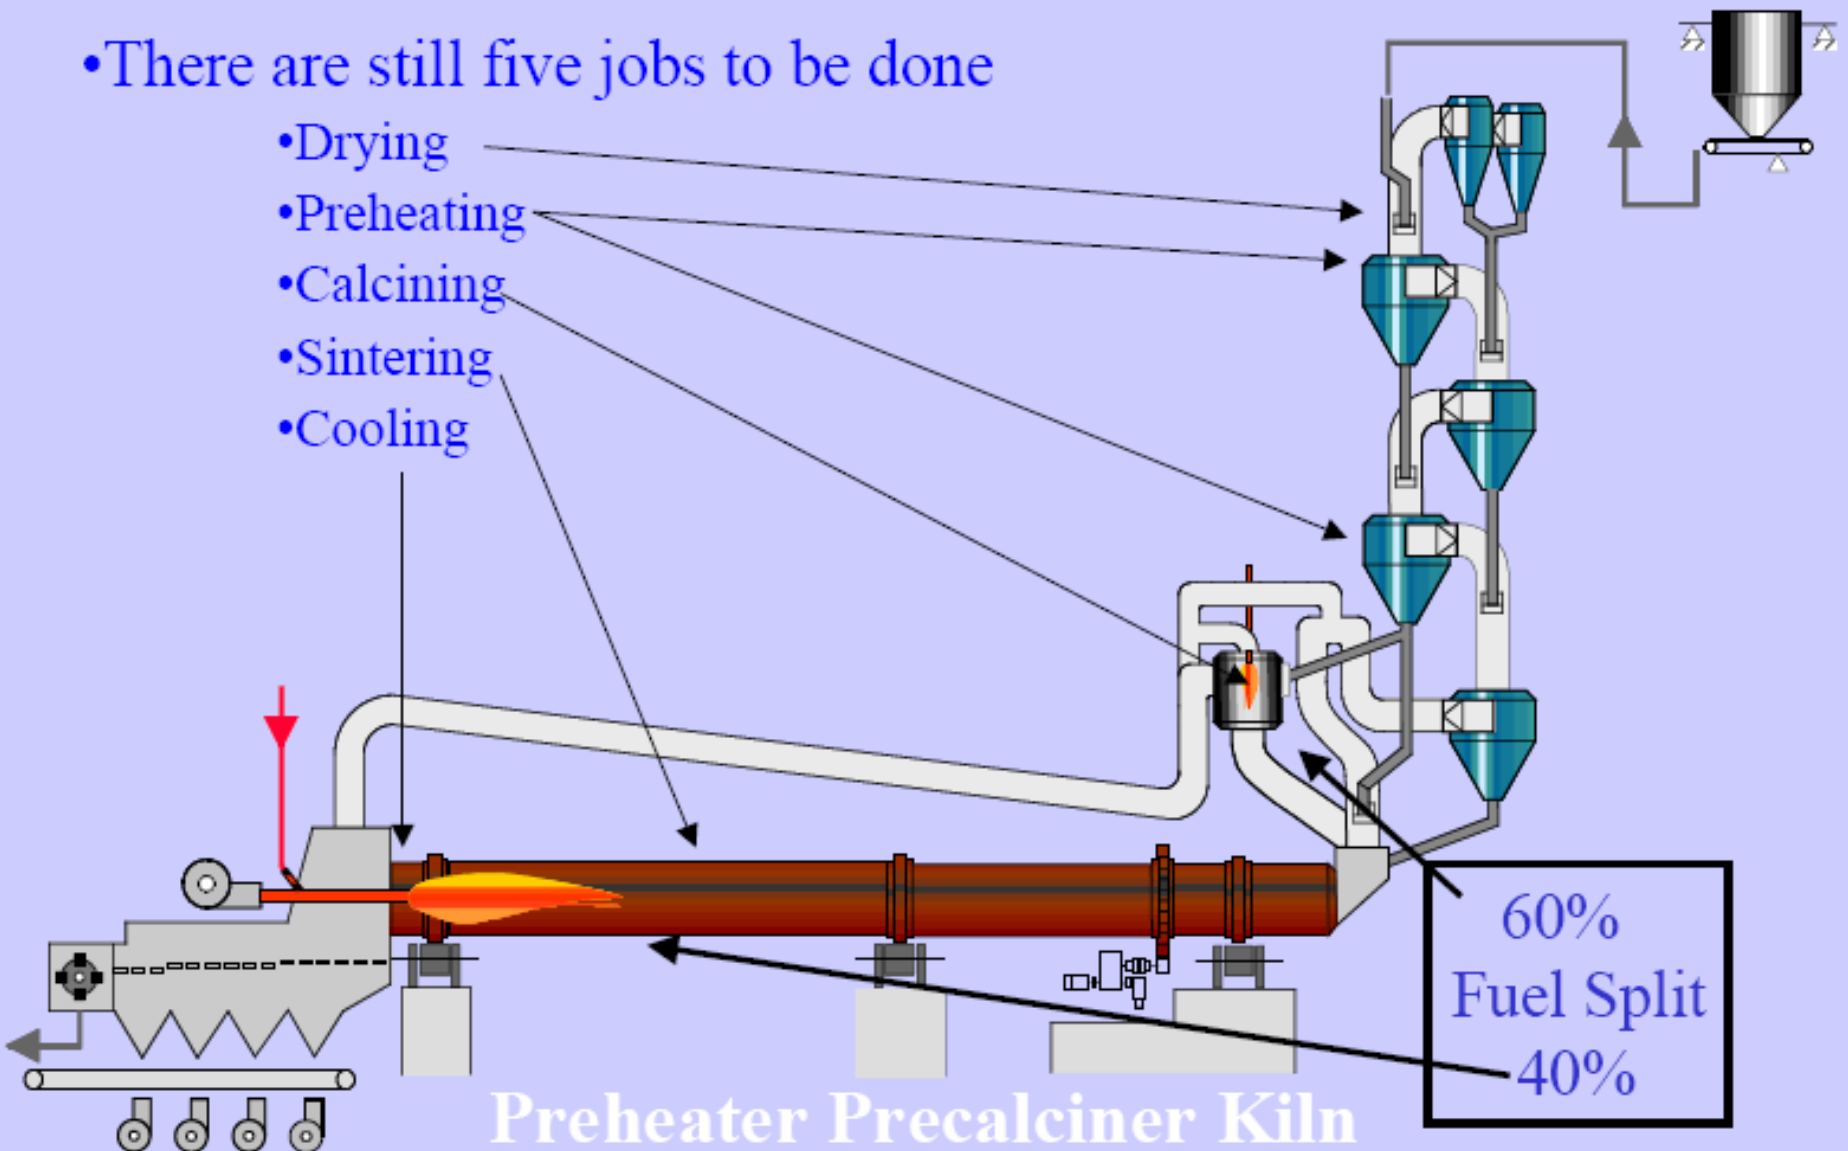 •There are still five jobs to be done
•Drying
•Preheating
•Calcining
•Sintering
•Cooling
60%
Fuel Split
40%
Preheater Precalciner Kiln